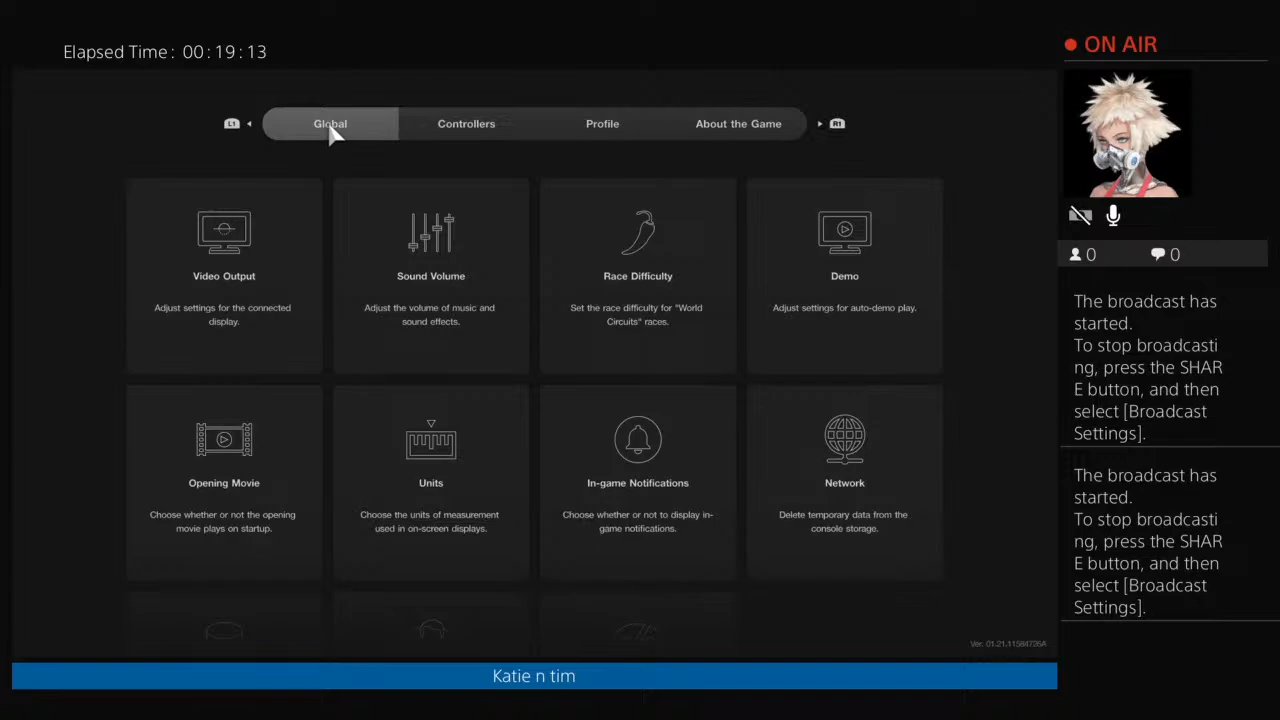 Elapsed Time: 00:19:13
ON AIR
L1
Global
Controllers
Profile
About the Game
R1
Video Output
Adjust settings for the connected
display.
Sound Volume
Adjust the volume of music and
sound effects.
Race Difficulty
Set the race difficulty for "World
Circuits" races.
Demo
Adjust settings for auto-demo play.
Opening Movie
Choose whether or not the opening
movie plays on startup.
Units
Choose the units of measurement
used in on-screen displays.
In-game Notifications
Choose whether or not to display in-
game notifications.
Network
Delete temporary data from the
console storage.
Katie n tim
0
0
The broadcast has
started.
To stop broadcasti
ng, press the SHAR
E button, and then
select [Broadcast
Settings].
The broadcast has
started.
To stop broadcasti
ng, press the SHAR
E button, and then
select [Broadcast
Settings].